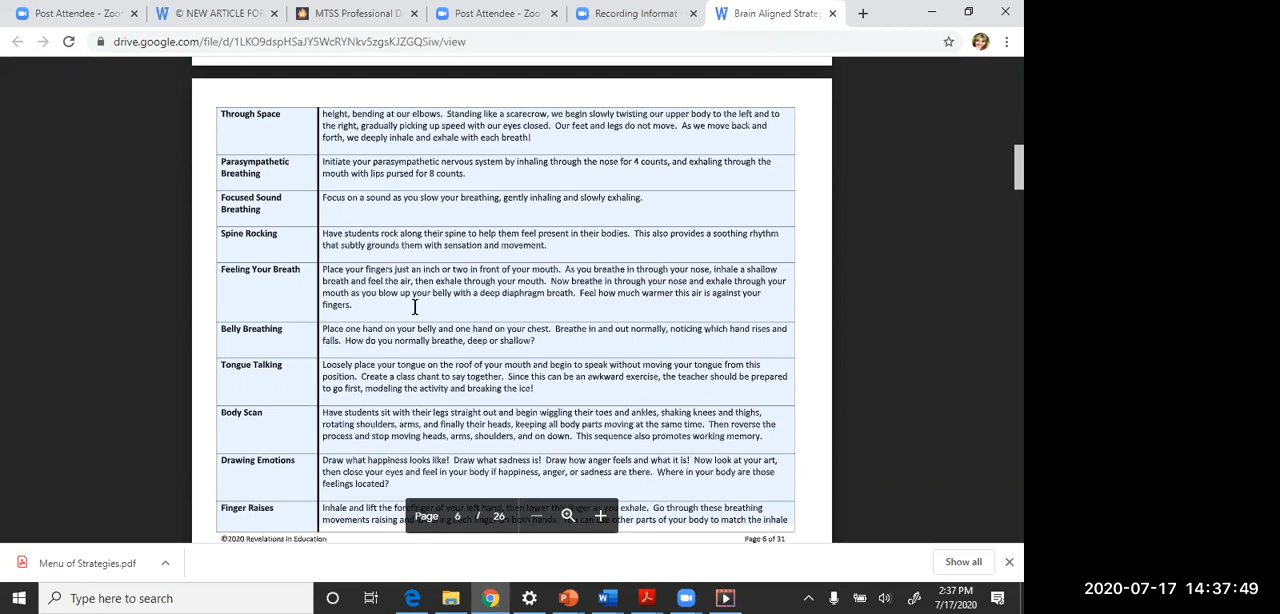 Post Attendee - Zoo
© NEW ARTICLE FOR
MTSS Professional D
Post Attendee - Zoo
Recording Informat
Brain Aligned Strate
drive.google.com/file/d/1LKO9dspHSaJY5WcRYNkv5zgsKJZGQSiw/view
Through Space
height, bending at our elbows. Standing like a scarecrow, we begin slowly twisting our upper body to the left and to
the right, gradually picking up speed with our eyes closed. Our feet and legs do not move. As we move back and
forth, we deeply inhale and exhale with each breath!
Parasympathetic
Breathing
Initiate your parasympathetic nervous system by inhaling through the nose for 4 counts, and exhaling through the
mouth with lips pursed for 8 counts.
Focused Sound
Breathing
Focus on a sound as you slow your breathing, gently inhaling and slowly exhaling.
Spine Rocking
Have students rock along their spine to help them feel present in their bodies. This also provides a soothing rhythm
that subtly grounds them with sensation and movement.
Feeling Your Breath
Place your fingers just an inch or two in front of your mouth. As you breathe in through your nose, inhale a shallow
breath and feel the air, then exhale through your mouth. Now breathe in through your nose and exhale through your
mouth as you blow up your belly with a deep diaphragm breath. Feel how much warmer this air is against your
fingers.
Belly Breathing
Place one hand on your belly and one hand on your chest. Breathe in and out normally, noticing which hand rises and
falls. How do you normally breathe, deep or shallow?
Tongue Talking
Loosely place your tongue on the roof of your mouth and begin to speak without moving your tongue from this
position. Create a class chant to say together. Since this can be an awkward exercise, the teacher should be prepared
to go first, modeling the activity and breaking the ice!
Body Scan
Have students sit with their legs straight out and begin wiggling their toes and ankles, shaking knees and thighs,
rotating shoulders, arms, and finally their heads, keeping all body parts moving at the same time. Then reverse the
process and stop moving heads, arms, shoulders, and on down. This sequence also promotes working memory.
Drawing Emotions
Draw what happiness looks like! Draw what sadness is! Draw how anger feels and what it is! Now look at your art,
then close your eyes and feel in your body if happiness, anger, or sadness are there. Where in your body are those
feelings located?
Finger Raises
Inhale and lift the forefinger of your left hand, then lower the finger as you exhale. Go through these breathing
movements raising and each finger on both hands. You can use other parts of your body to match the inhale
Page 6 / 26
©2020 Revelations in Education
Page 6 of 31
Menu of Strategies.pdf
Show all
Type here to search
2:37 PM
7/17/2020
2020-07-17 14:37:49